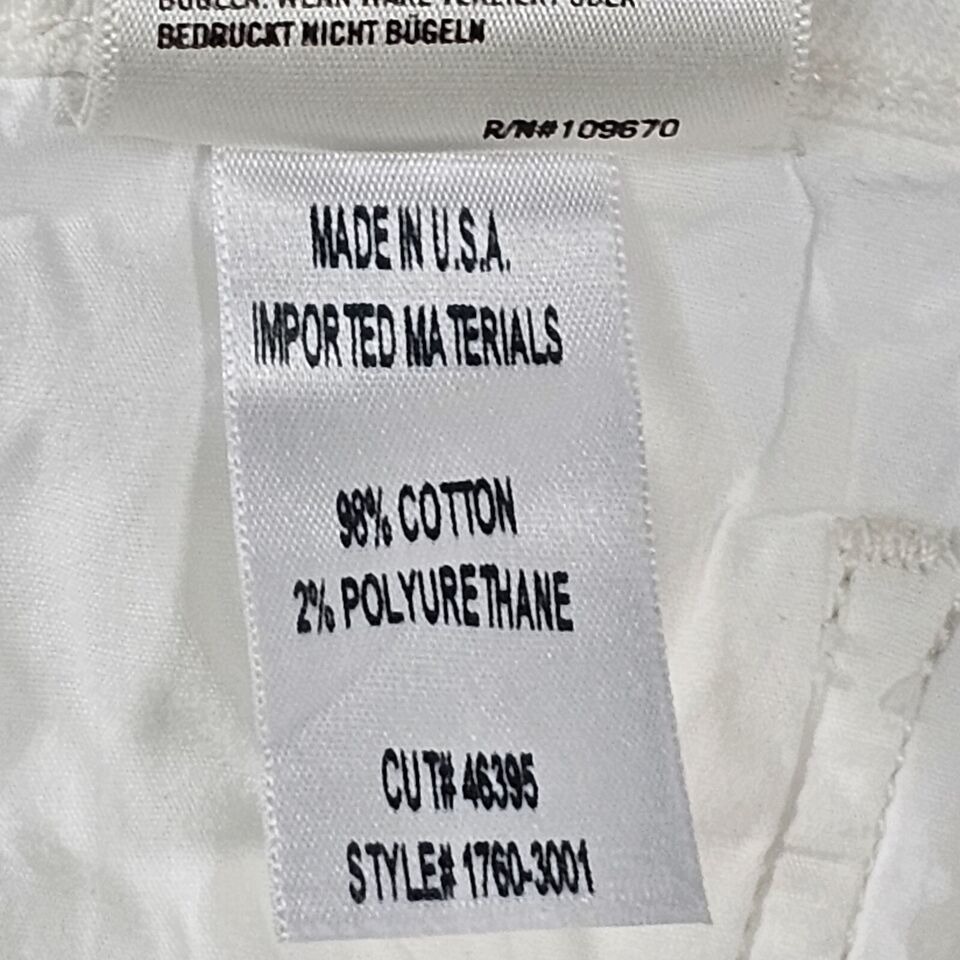 BEDRUCKT NICHT BÜGELN
R/N#109670
MADE IN U.S.A.
IMPORTED MATERIALS
98% COTTON
2% POLYURETHANE
CUT# 46395
STYLE# 1760-3001